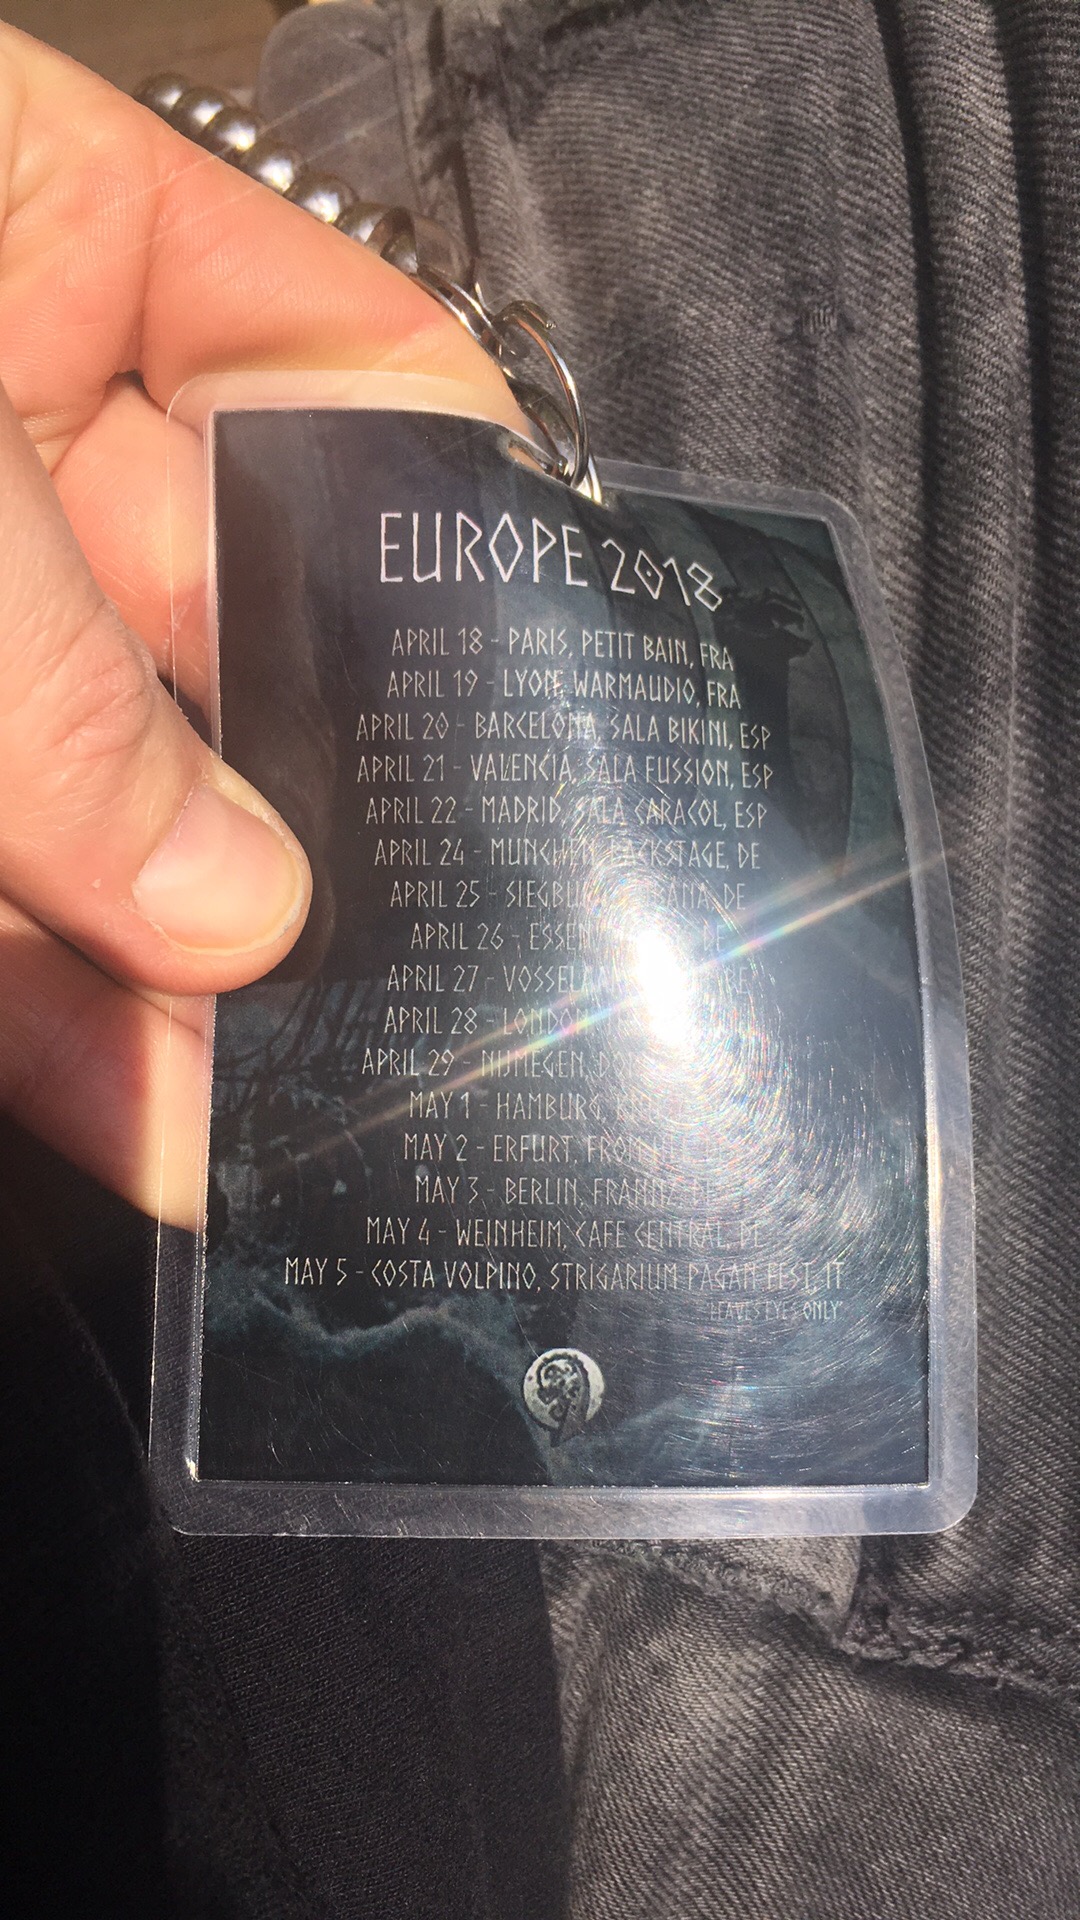 EUROPE 2018
APRIL 18 - PARIS, PETIT BAIN, FRA
APRIL 19 - LYON, WARMAUDIO, FRA
APRIL 20 - BARCELONA, SALA BIKINI, ESP
APRIL 21 - VALENCIA, SALA FUSSION, ESP
APRIL 22 - MADRID, SALA CARACOL, ESP
APRIL 24 - MUNCHEN, BACKSTAGE, DE
APRIL 25 - DE
APRIL 26 - ESSEN DE
APRIL 27 -
APRIL 28 - LONDON
APRIL 29 - NIJMEGEN,
MAY 1 - HAMBURG,
MAY 2 - ERFURT, FROM
MAY 3 - BERLIN,
MAY 4 - WEINHEIM, CAFE CENTRAL, DE
MAY 5 - COSTA VOLPINO, STRIGARIUM PAGAN FEST, IT
"LEAVES EYES ONLY"